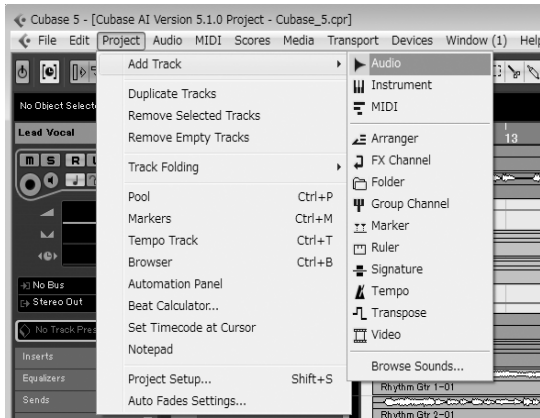 Cubase 5 - [Cubase AI Version 5.1.0 Project - Cubase_5.cpr]
File Edit Project Audio MIDI Scores Media Transport Devices Window (1) Help
Add Track
Duplicate Tracks
Remove Selected Tracks
Remove Empty Tracks
Track Folding
Pool Ctrl+P
Markers Ctrl+M
Tempo Track Ctrl+T
Browser Ctrl+B
Automation Panel
Beat Calculator...
Set Timecode at Cursor
Notepad
Project Setup... Shift+S
Auto Fades Settings...
Audio
Instrument
MIDI
Arranger
FX Channel
Folder
Group Channel
Marker
Ruler
Signature
Tempo
Transpose
Video
Browse Sounds...
No Object Select
Lead Vocal
m S R
No Bus
Stereo Out
No Track Pres
Inserts
Equalizers
Sends
13
Rhythm Gtr 1-01
Rhythm Gtr 2-01